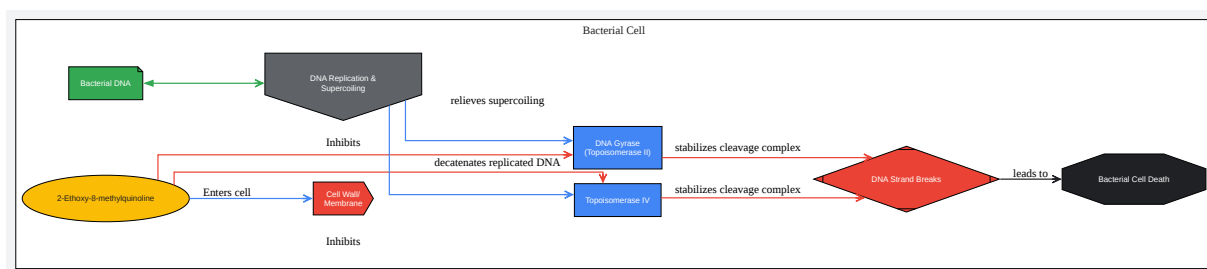 Bacterial Cell
Bacterial DNA
DNA Replication &
Supercoiling
relieves supercoiling
Inhibits
DNA Gyrase
(Topoisomerase II)
stabilizes cleavage complex
decatenates replicated DNA
2-Ethoxy-8-methylquinoline
Enters cell
Cell Wall/
Membrane
Topoisomerase IV
stabilizes cleavage complex
DNA Strand Breaks
leads to
Bacterial Cell Death
Inhibits